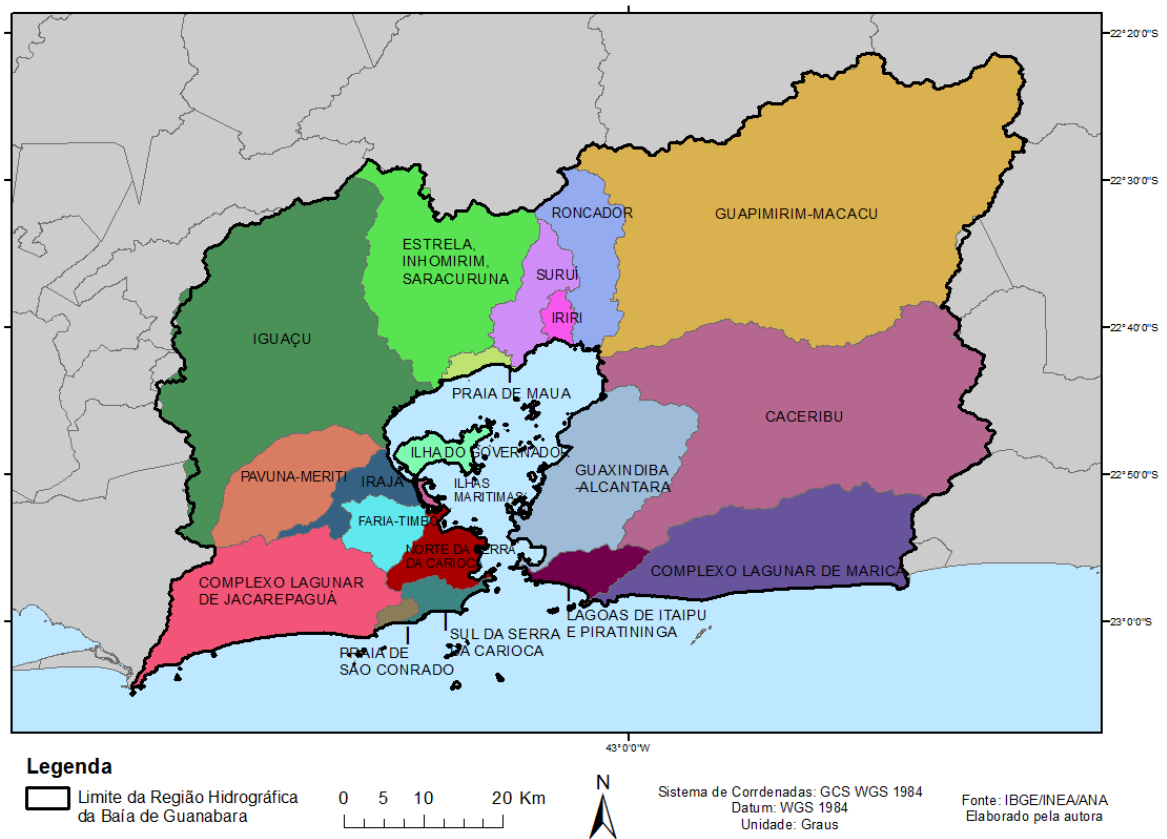 22°20'0"S
RONCADOR
GUAPIMIRIM-MACACU
22°30'0"S
ESTRELA,
INHOMIRIM,
SARACURUNA
SURUÍ
IRIRI
IGUAÇU
22°40'0"S
PRAIA DE MAUA
CACERIBU
ILHA DO GOVERNADOR
GUAXINDIBA
-ALCANTARA
PAVUNA-MERITI
IRAJÁ
ILHAS
MARITIMAS
22°50'0"S
FARIA-TIMBÓ
NORTE DA SERRA
DA CARIOCA
COMPLEXO LAGUNAR
DE JACAREPAGUÁ
COMPLEXO LAGUNAR DE MARICÁ
LAGOAS DE ITAIPU
E PIRATININGA
SUL DA SERRA
DA CARIOCA
PRAIA DE
SÃO CONRADO
23°0'0"S
43°0'0"W
Legenda
Limite da Região Hidrográfica
da Baía de Guanabara
0 5 10 20 Km
N
Sistema de Corrdenadas: GCS WGS 1984
Datum: WGS 1984
Unidade: Graus
Fonte: IBGE/INEA/ANA
Elaborado pela autora